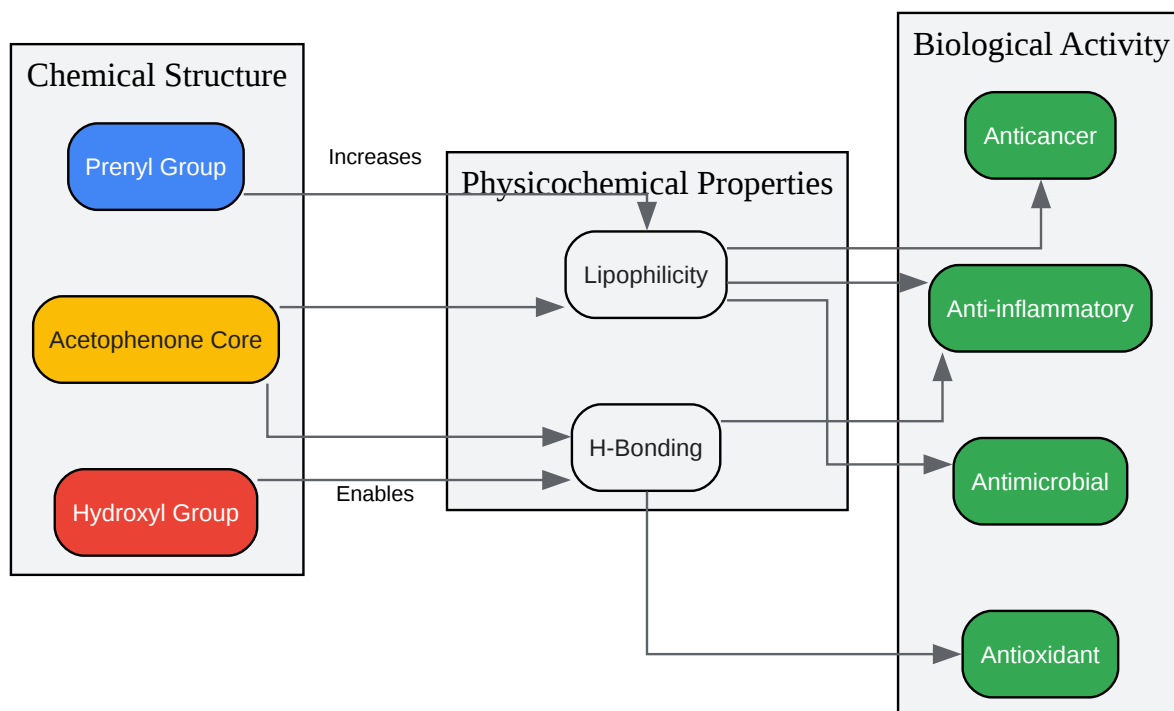 Chemical Structure
Prenyl Group
Acetophenone Core
Hydroxyl Group
Increases
Enables
Physicochemical Properties
Lipophilicity
H-Bonding
Biological Activity
Anticancer
Anti-inflammatory
Antimicrobial
Antioxidant